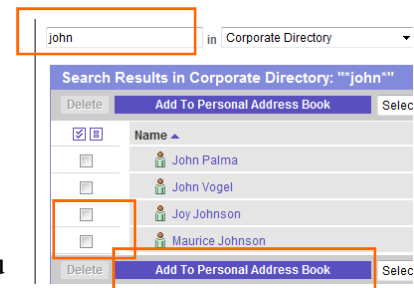 john in Corporate Directory
Search Results in Corporate Directory: "*john*"
Delete Add To Personal Address Book Selec
Name
John Palma
John Vogel
Joy Johnson
Maurice Johnson
Delete Add To Personal Address Book Selec